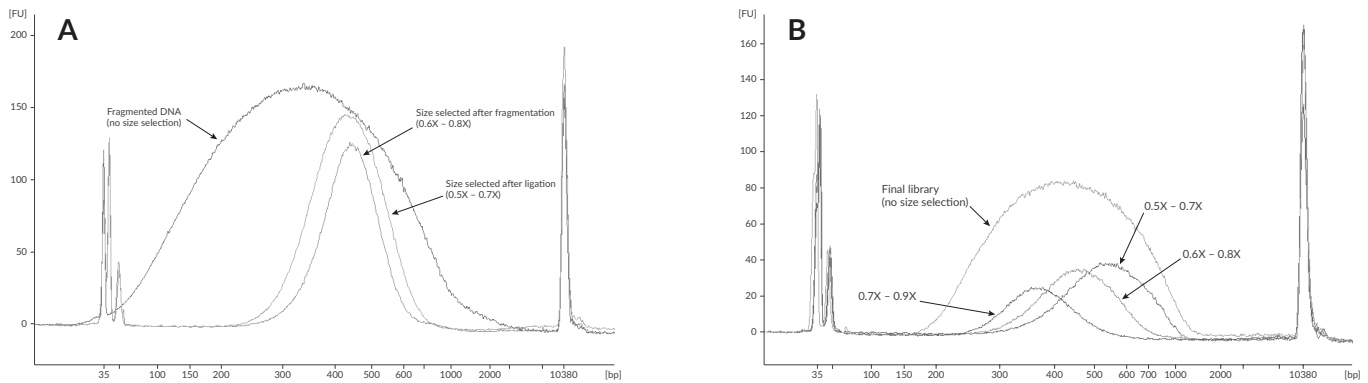 [FU]
A
200
150
100
50
0
Fragmented DNA
(no size selection)
Size selected after fragmentation
(0.6X – 0.8X)
Size selected after ligation
(0.5X – 0.7X)
35 100 150 200 300 400 500 600 1000 2000 10380 [bp]
[FU]
B
160
140
120
100
80
60
40
20
0
Final library
(no size selection)
0.5X – 0.7X
0.6X – 0.8X
0.7X – 0.9X
35 100 150 200 300 400 500 600 700 1000 2000 10380 [bp]